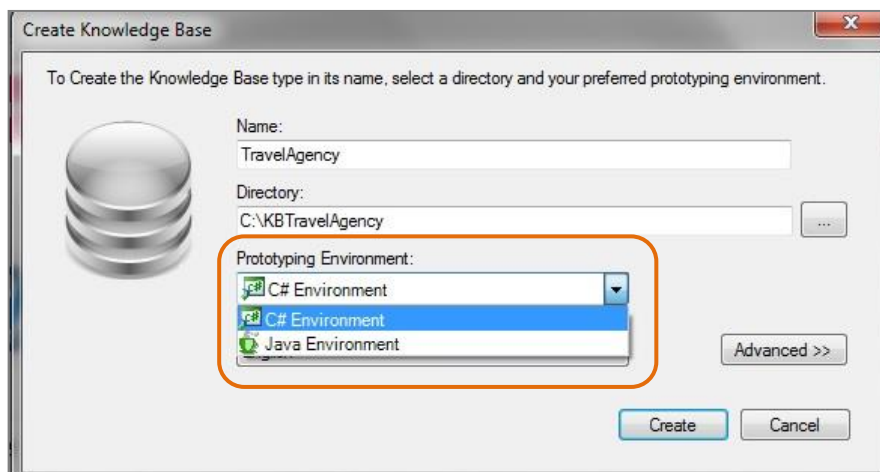 Create Knowledge Base
To Create the Knowledge Base type in its name, select a directory and your preferred prototyping environment.
Name:
TravelAgency
Directory:
C:\KBTravelAgency
...
Prototyping Environment:
C# Environment
C# Environment
Java Environment
Advanced >>
Create
Cancel